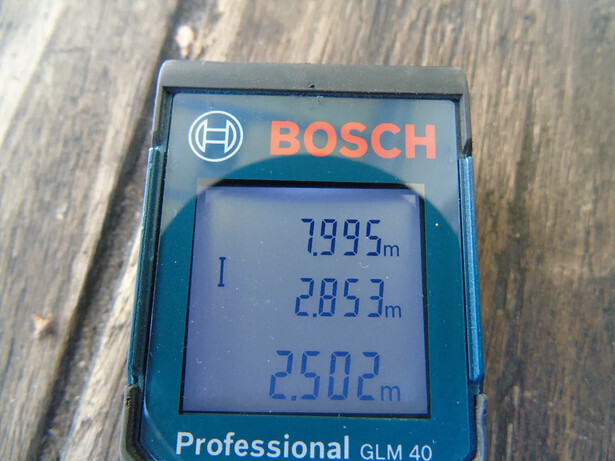 BOSCH
7.995m
2.853m
2.502m
Professional GLM 40